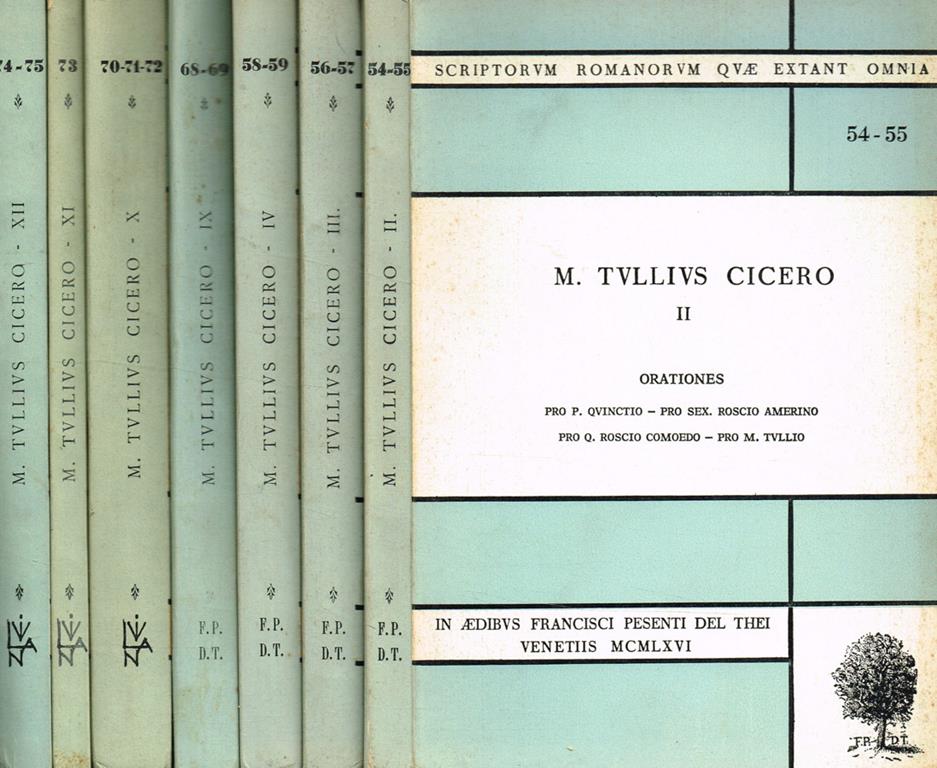 74-75
M. TVLLIVS CICERO - XII
73
M. TVLLIVS CICERO - XI
70-71-72
M. TVLLIVS CICERO - X
68-69
M. TVLLIVS CICERO - IX
F.P.
D.T.
58-59
M. TVLLIVS CICERO - IV
F.P.
D.T.
56-57
M. TVLLIVS CICERO - III.
F.P.
D.T.
54-55
M. TVLLIVS CICERO - II.
F.P.
D.T.
SCRIPTORVM ROMANORVM QVÆ EXTANT OMNIA
54-55
M. TVLLIVS CICERO
II
ORATIONES
PRO P. QVINCTIO – PRO SEX. ROSCIO AMERINO
PRO Q. ROSCIO COMOEDO – PRO M. TVLLIO
IN ÆDIBVS FRANCISCI PESENTI DEL THEI
VENETIIS MCMLXVI
F.P. D.T.